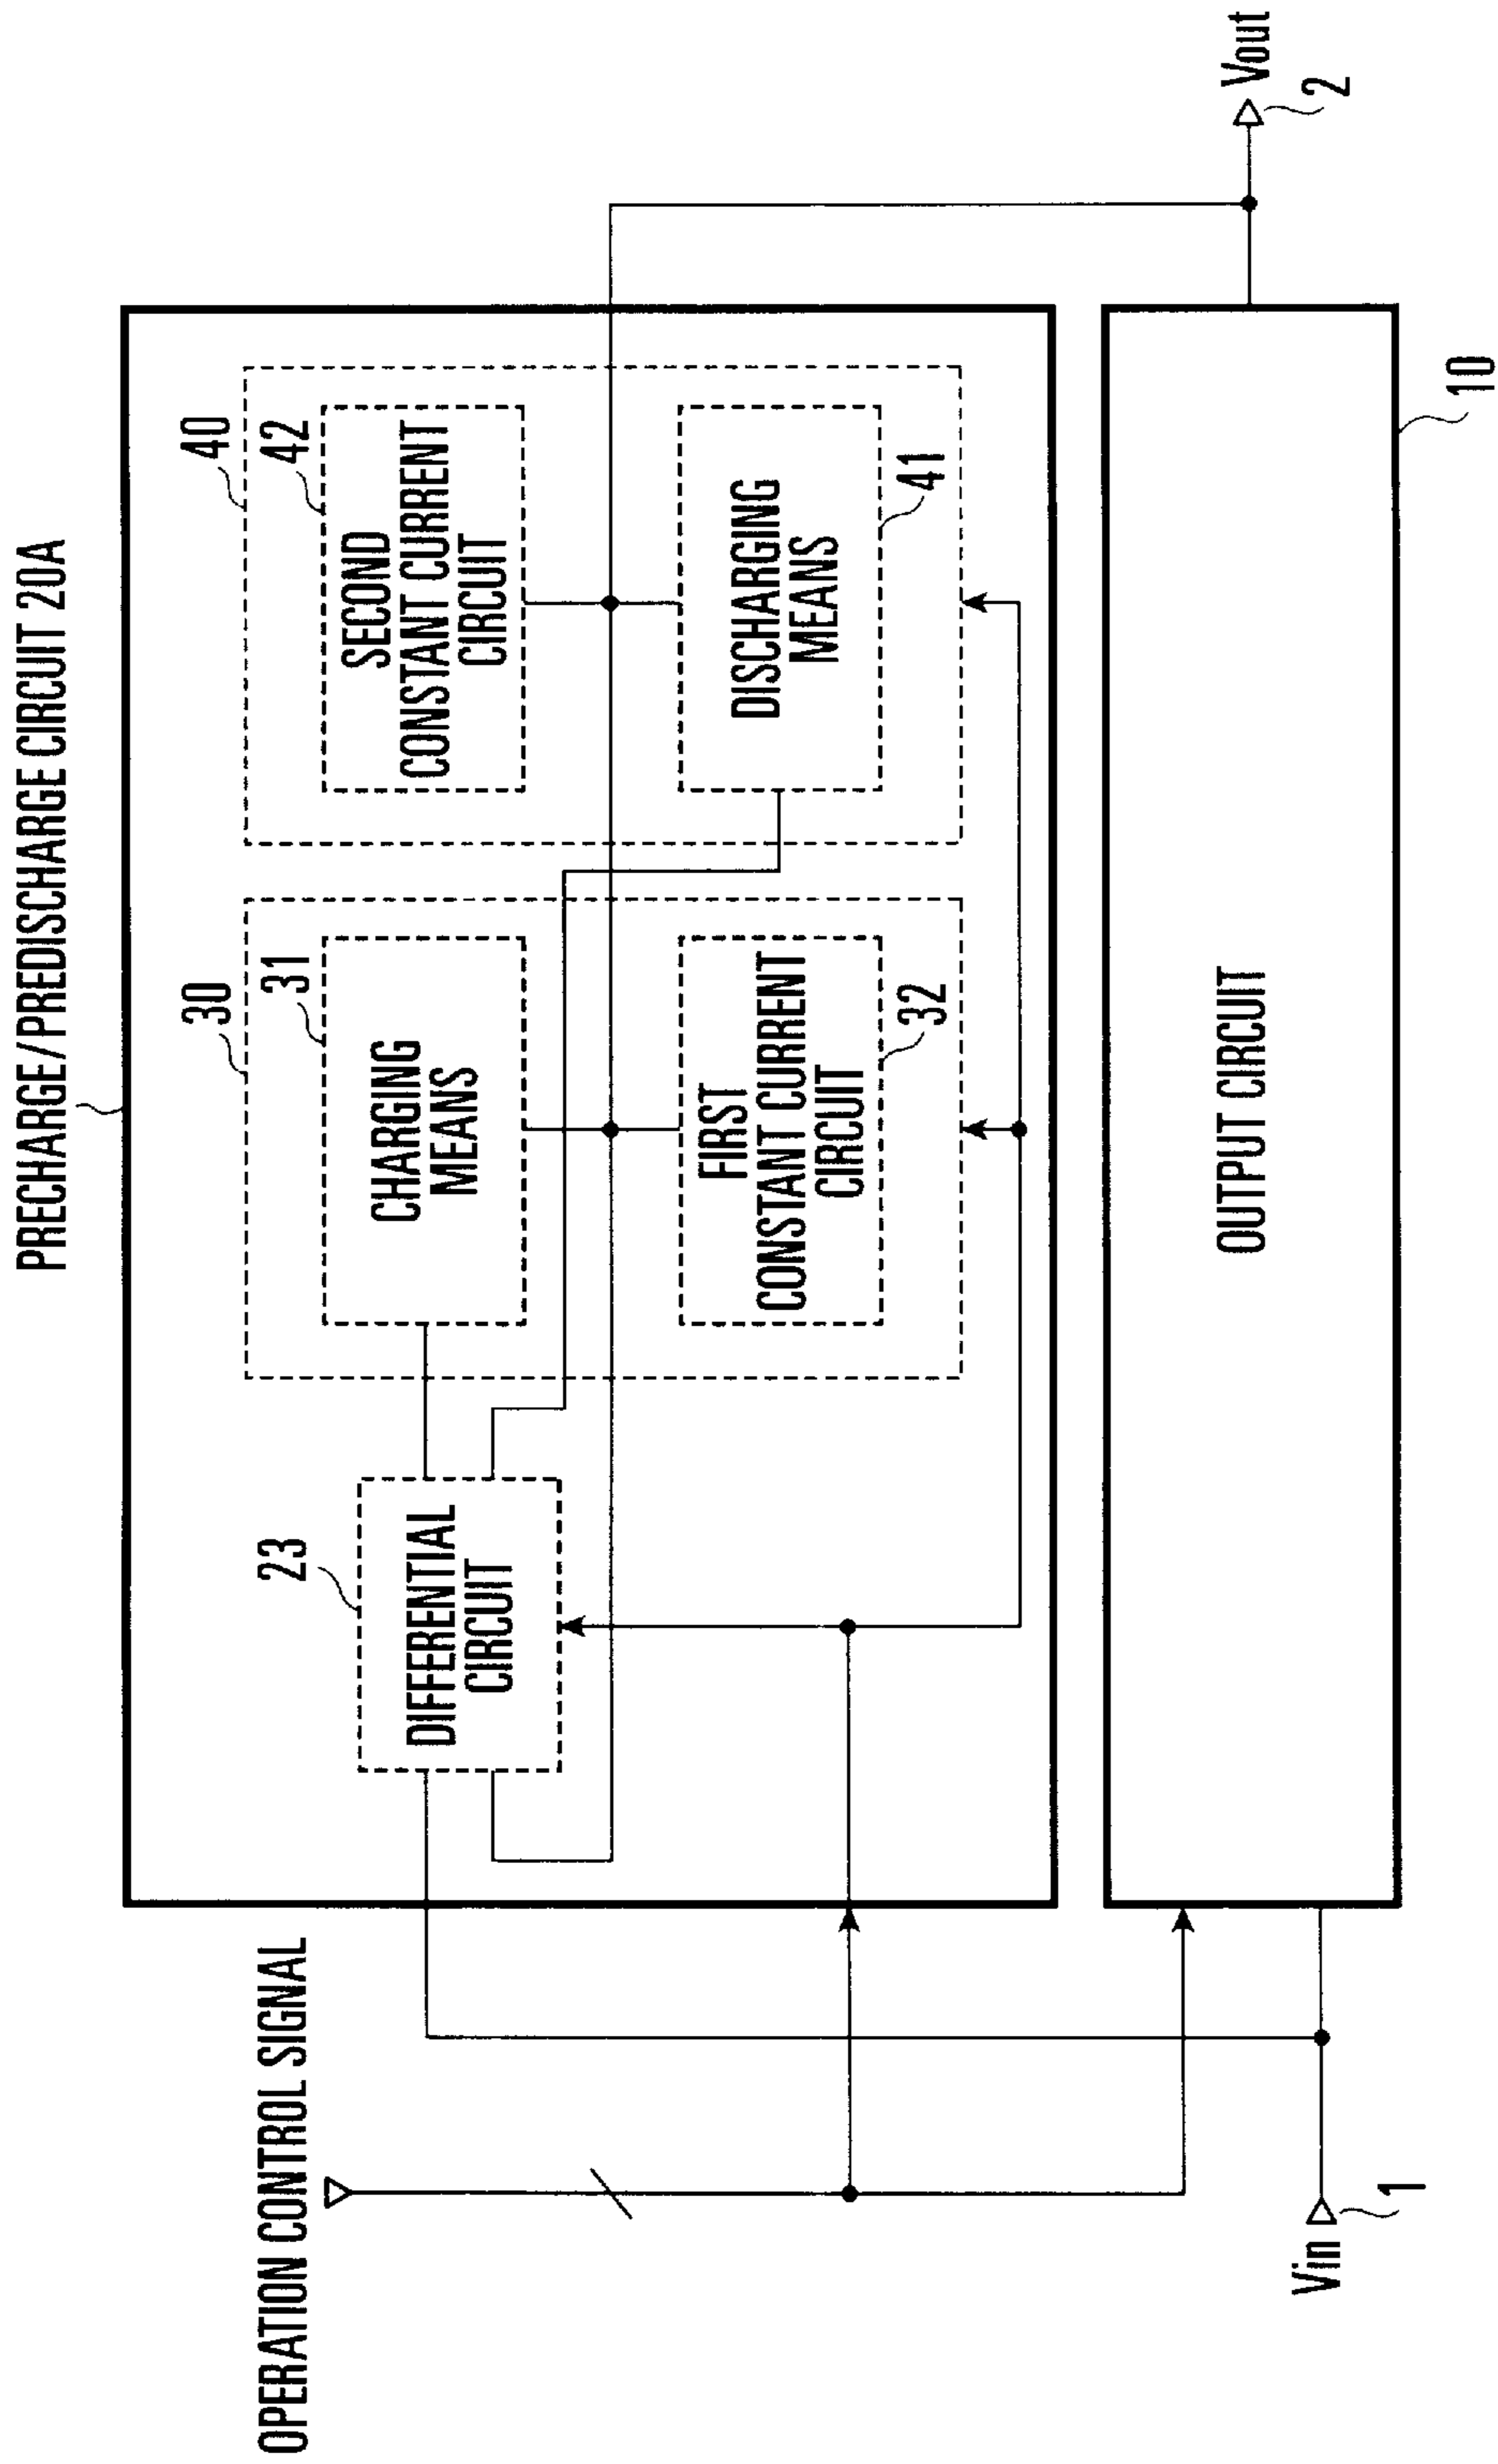 PRECHARGE/PREDISCHARGE CIRCUIT 20A
OPERATION CONTROL SIGNAL
23
DIFFERENTIAL
CIRCUIT
30
31
CHARGING
MEANS
FIRST
CONSTANT CURRENT
CIRCUIT
32
40
42
SECOND
CONSTANT CURRENT
CIRCUIT
DISCHARGING
MEANS
41
Vin
1
OUTPUT CIRCUIT
10
Vout
2